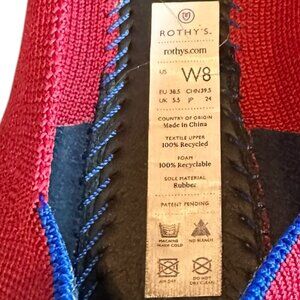 ROTHY'S.
rothys.com
US W8
EU 38.5 CHN 39.5
UK 5.5 JP 24
COUNTRY OF ORIGIN
Made in China
TEXTILE UPPER
100% Recycled
FOAM
100% Recyclable
SOLE MATERIAL
Rubber
PATENT PENDING
MACHINE WASH COLD
NO BLEACH
AIR DRY
DO NOT DRY CLEAN